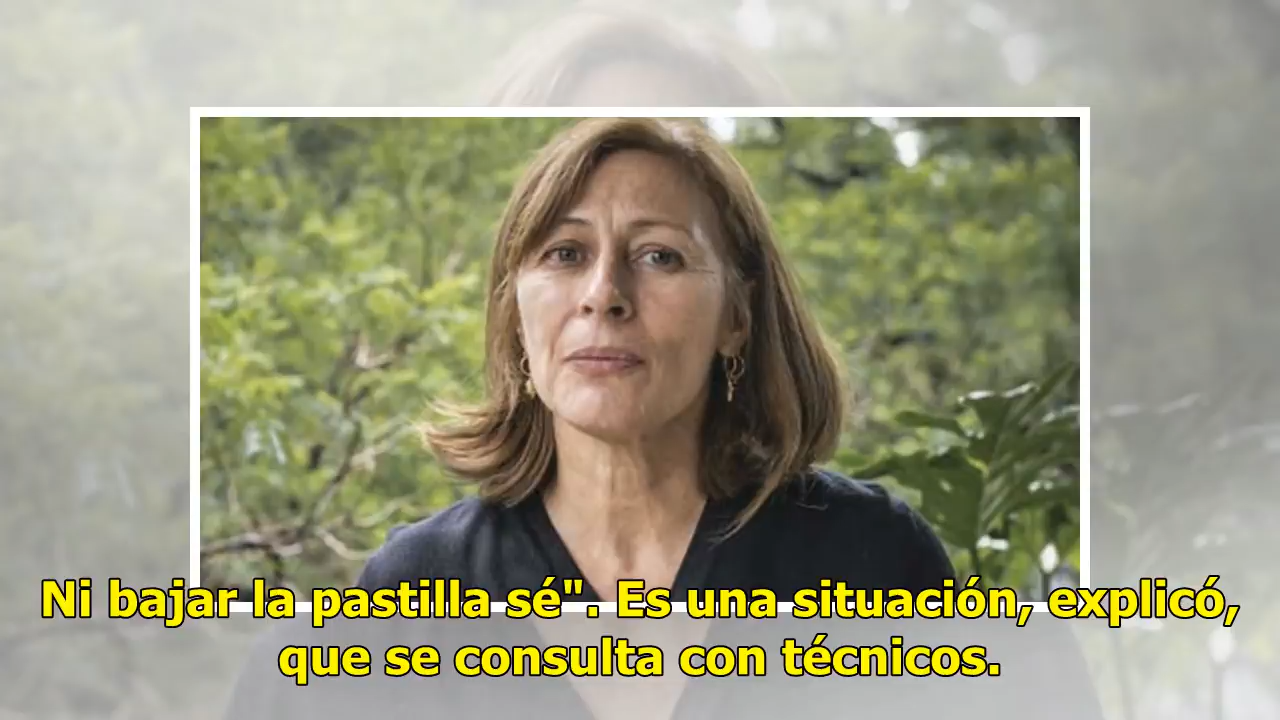 Ni bajar la pastilla sé". Es una situación, explicó,
que se consulta con técnicos.